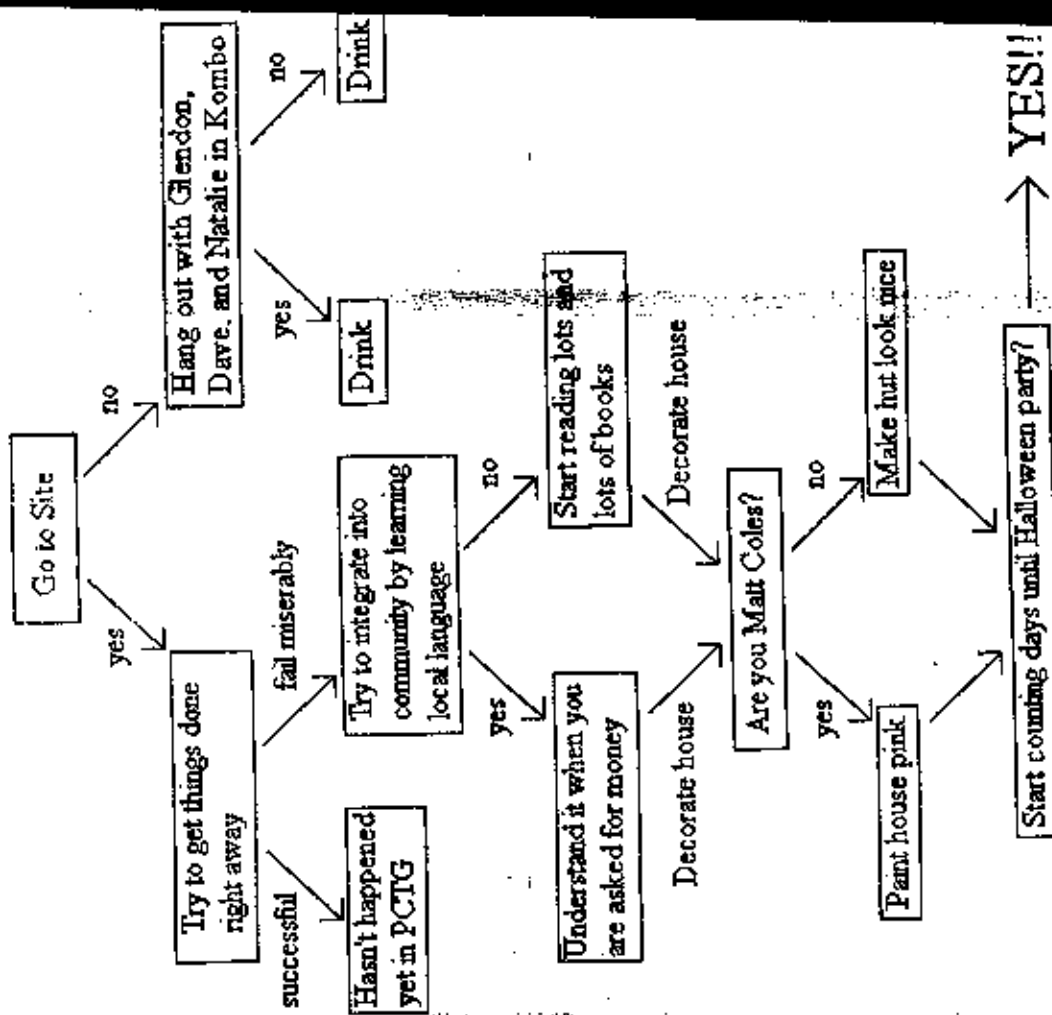 Go to Site
yes
no
Try to get things done
right away
Hang out with Glendon,
Dave, and Natalie in Kombo
successful
fail miserably
yes
no
Hasn't happened
yet in PCTG
Try to integrate into
community by learning
local language
Drink
Drink
yes
no
Understand it when you
are asked for money
Start reading lots and
lots of books
Decorate house
Decorate house
Are you Matt Coles?
yes
no
Paint house pink
Make hut look nice
Start counting days until Halloween party?
YES!!